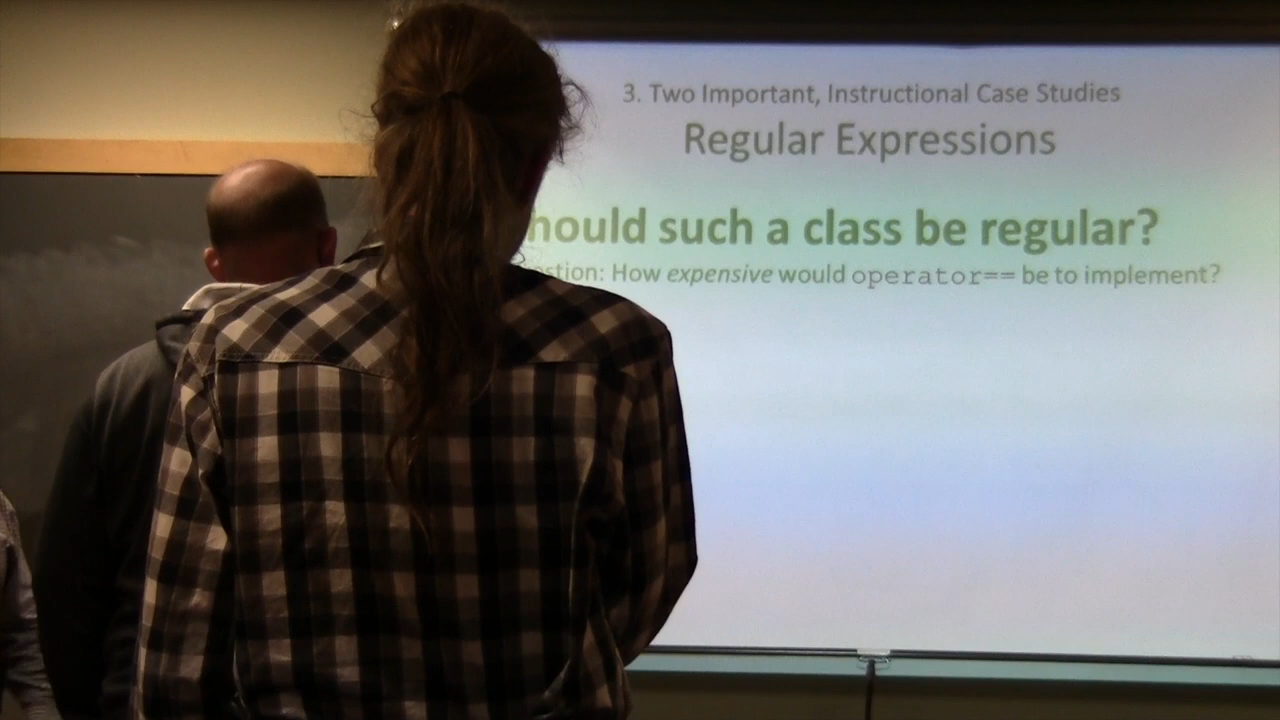 3. Two Important, Instructional Case Studies
Regular Expressions
hould such a class be regular?
stion: How expensive would operator== be to implement?